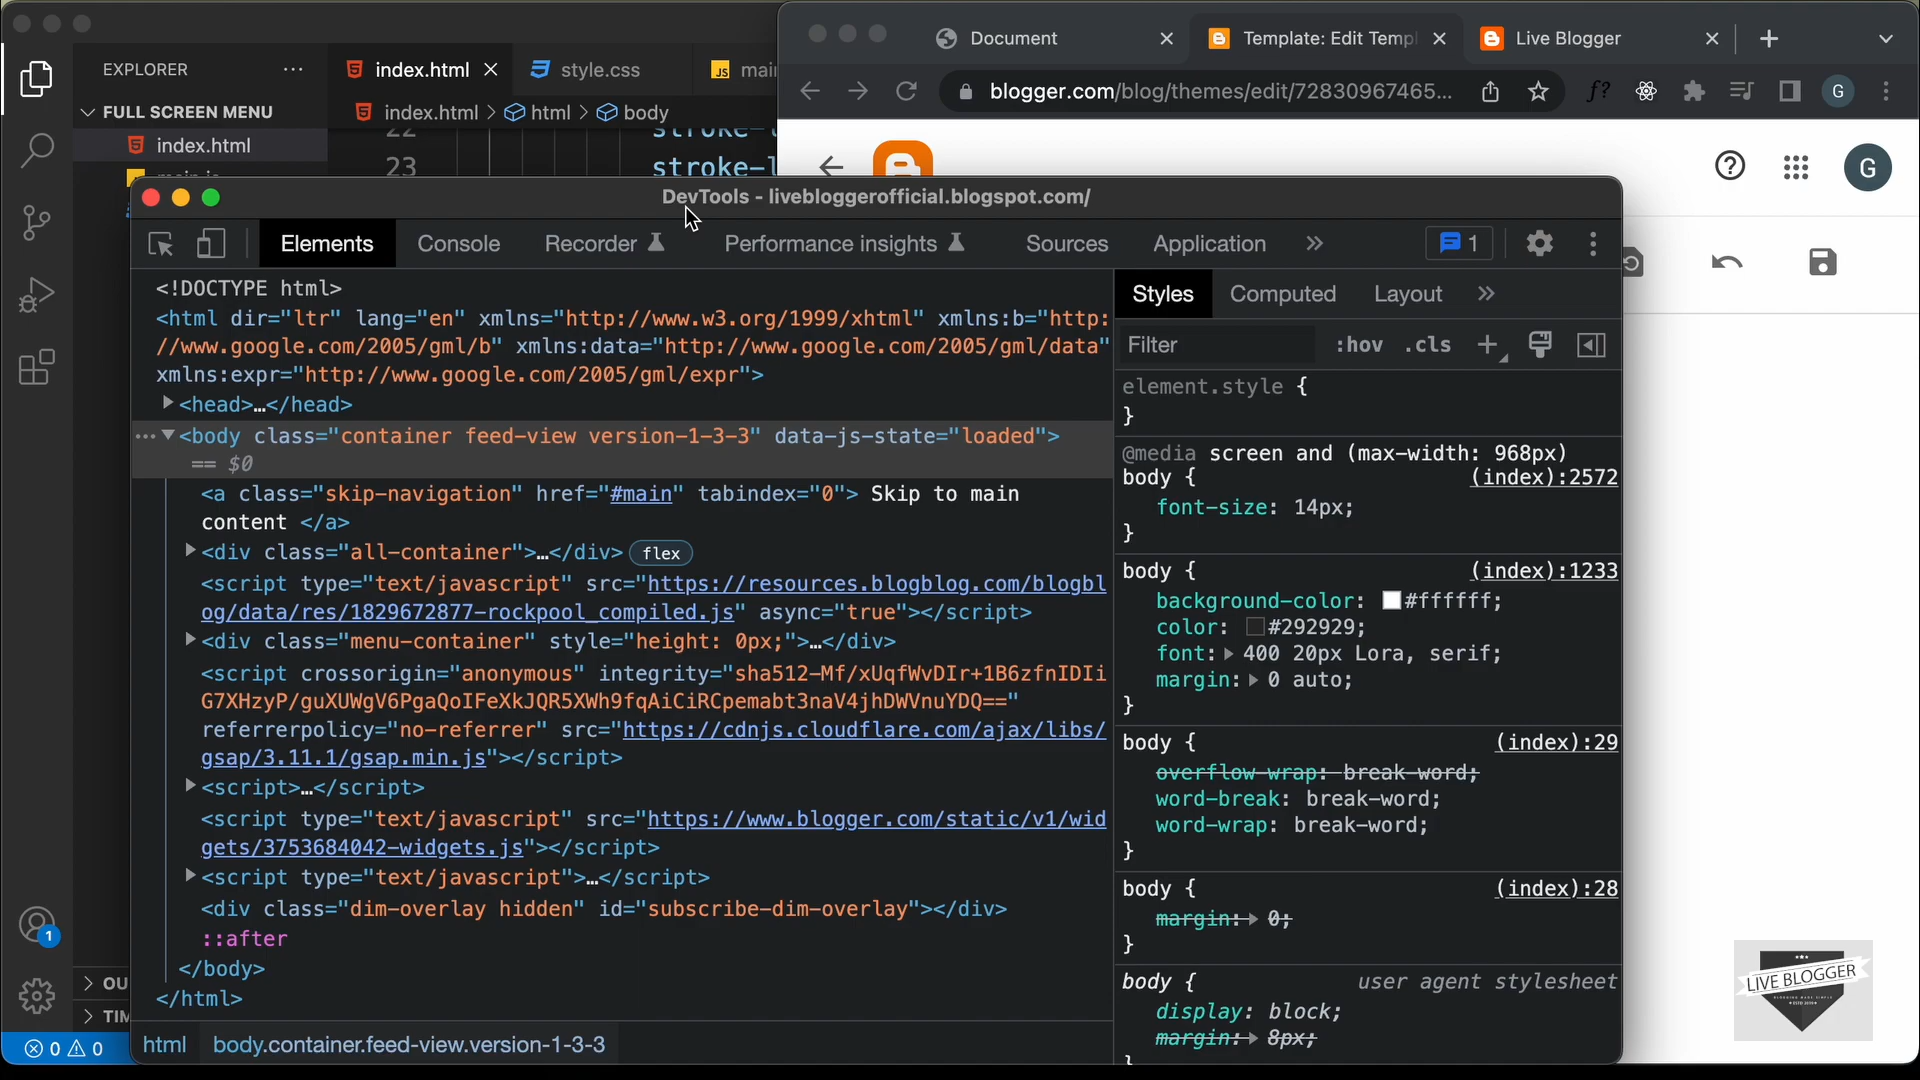 EXPLORER
FULL SCREEN MENU
index.html
index.html
style.css
JS mai
index.html > html > body
22
23
stroke-l
Document
Template: Edit Templ
Live Blogger
blogger.com/blog/themes/edit/72830967465...
f?
G
G
DevTools - livebloggerofficial.blogspot.com/
Elements
Console
Recorder
Performance insights
Sources
Application
1
<!DOCTYPE html>
<html dir="ltr" lang="en" xmlns="http://www.w3.org/1999/xhtml" xmlns:b="http:
//www.google.com/2005/gml/b" xmlns:data="http://www.google.com/2005/gml/data"
xmlns:expr="http://www.google.com/2005/gml/expr">
<head>…</head>
<body class="container feed-view version-1-3-3" data-js-state="loaded">
== $0
<a class="skip-navigation" href="#main" tabindex="0"> Skip to main
content </a>
<div class="all-container">…</div> flex
<script type="text/javascript" src="https://resources.blogblog.com/blogbl
og/data/res/1829672877-rockpool_compiled.js" async="true"></script>
<div class="menu-container" style="height: 0px;">…</div>
<script crossorigin="anonymous" integrity="sha512-Mf/xUqfWvDIr+1B6zfnIDIi
G7XHzyP/guXUWgV6PgaQoIFeXkJQR5XWh9fqAiCiRCpemabt3naV4jhDWVnuYDQ=="
referrerpolicy="no-referrer" src="https://cdnjs.cloudflare.com/ajax/libs/
gsap/3.11.1/gsap.min.js"></script>
<script>…</script>
<script type="text/javascript" src="https://www.blogger.com/static/v1/wid
gets/3753684042-widgets.js"></script>
<script type="text/javascript">…</script>
<div class="dim-overlay hidden" id="subscribe-dim-overlay"></div>
::after
</body>
</html>
html
body.container.feed-view.version-1-3-3
Styles
Computed
Layout
Filter
:hov
.cls
element.style {
}
@media screen and (max-width: 968px)
body { (index):2572
font-size: 14px;
}
body { (index):1233
background-color: #ffffff;
color: #292929;
font: 400 20px Lora, serif;
margin: 0 auto;
}
body { (index):29
overflow-wrap: break-word;
word-break: break-word;
word-wrap: break-word;
}
body { (index):28
margin: 0;
}
body { user agent stylesheet
display: block;
margin: 8px;
1
OU
TIM
0
0
LIVE BLOGGER